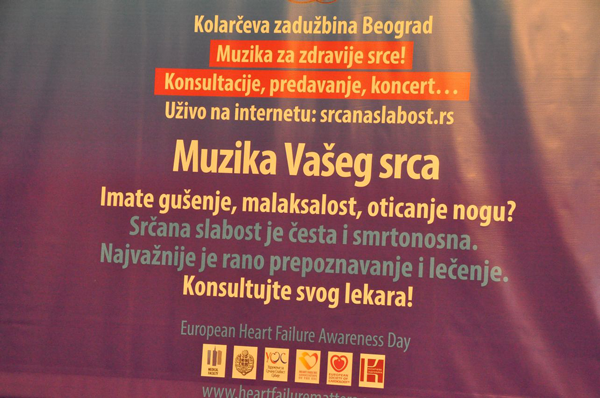 Kolarčeva zadužbina Beograd
Muzika za zdravije srce!
Konsultacije, predavanje, koncert...
Uživo na internetu: srcanaslabost.rs
Muzika Vašeg srca
Imate gušenje, malaksalost, oticanje nogu?
Srčana slabost je česta i smrtonosna.
Najvažnije je rano prepoznavanje i lečenje.
Konsultujte svog lekara!
European Heart Failure Awareness Day